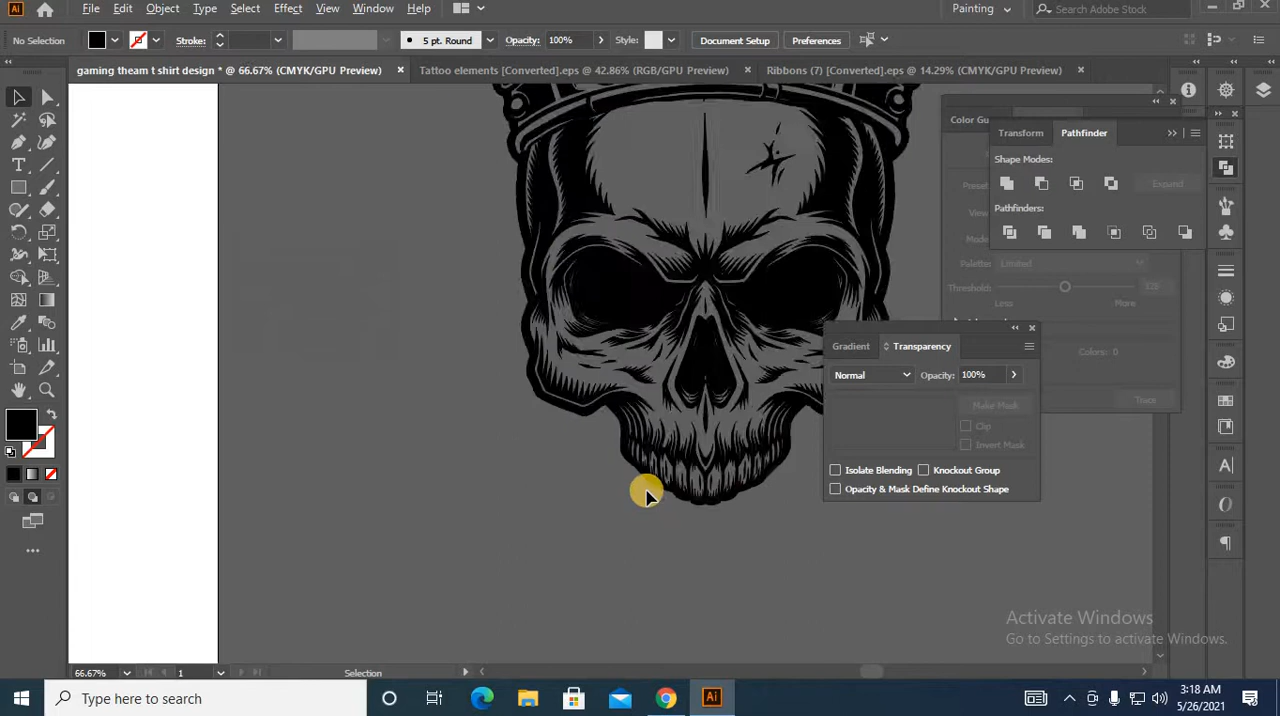 Ai File Edit Object Type Select Effect View Window Help Painting Search Adobe Stock
No Selection Stroke: 5 pt. Round Opacity: 100% Style: Document Setup Preferences
gaming theam t shirt design * @ 66.67% (CMYK/GPU Preview) Tattoo elements [Converted].eps @ 42.86% (RGB/GPU Preview) Ribbons (7) [Converted].eps @ 14.29% (CMYK/GPU Preview)
Color Gu
Transform Pathfinder
Shape Modes:
Expand
Preset
View
Pathfinders:
Mode
Palette: Limited
Threshold: 128
Less More
Gradient Transparency
Colors: 0
Normal Opacity: 100%
Make Mask Trace
Clip
Invert Mask
Isolate Blending Knockout Group
Opacity & Mask Define Knockout Shape
Activate Windows
Go to Settings to activate Windows.
66.67% 1 Selection
Type here to search Ai 3:18 AM
5/26/2021